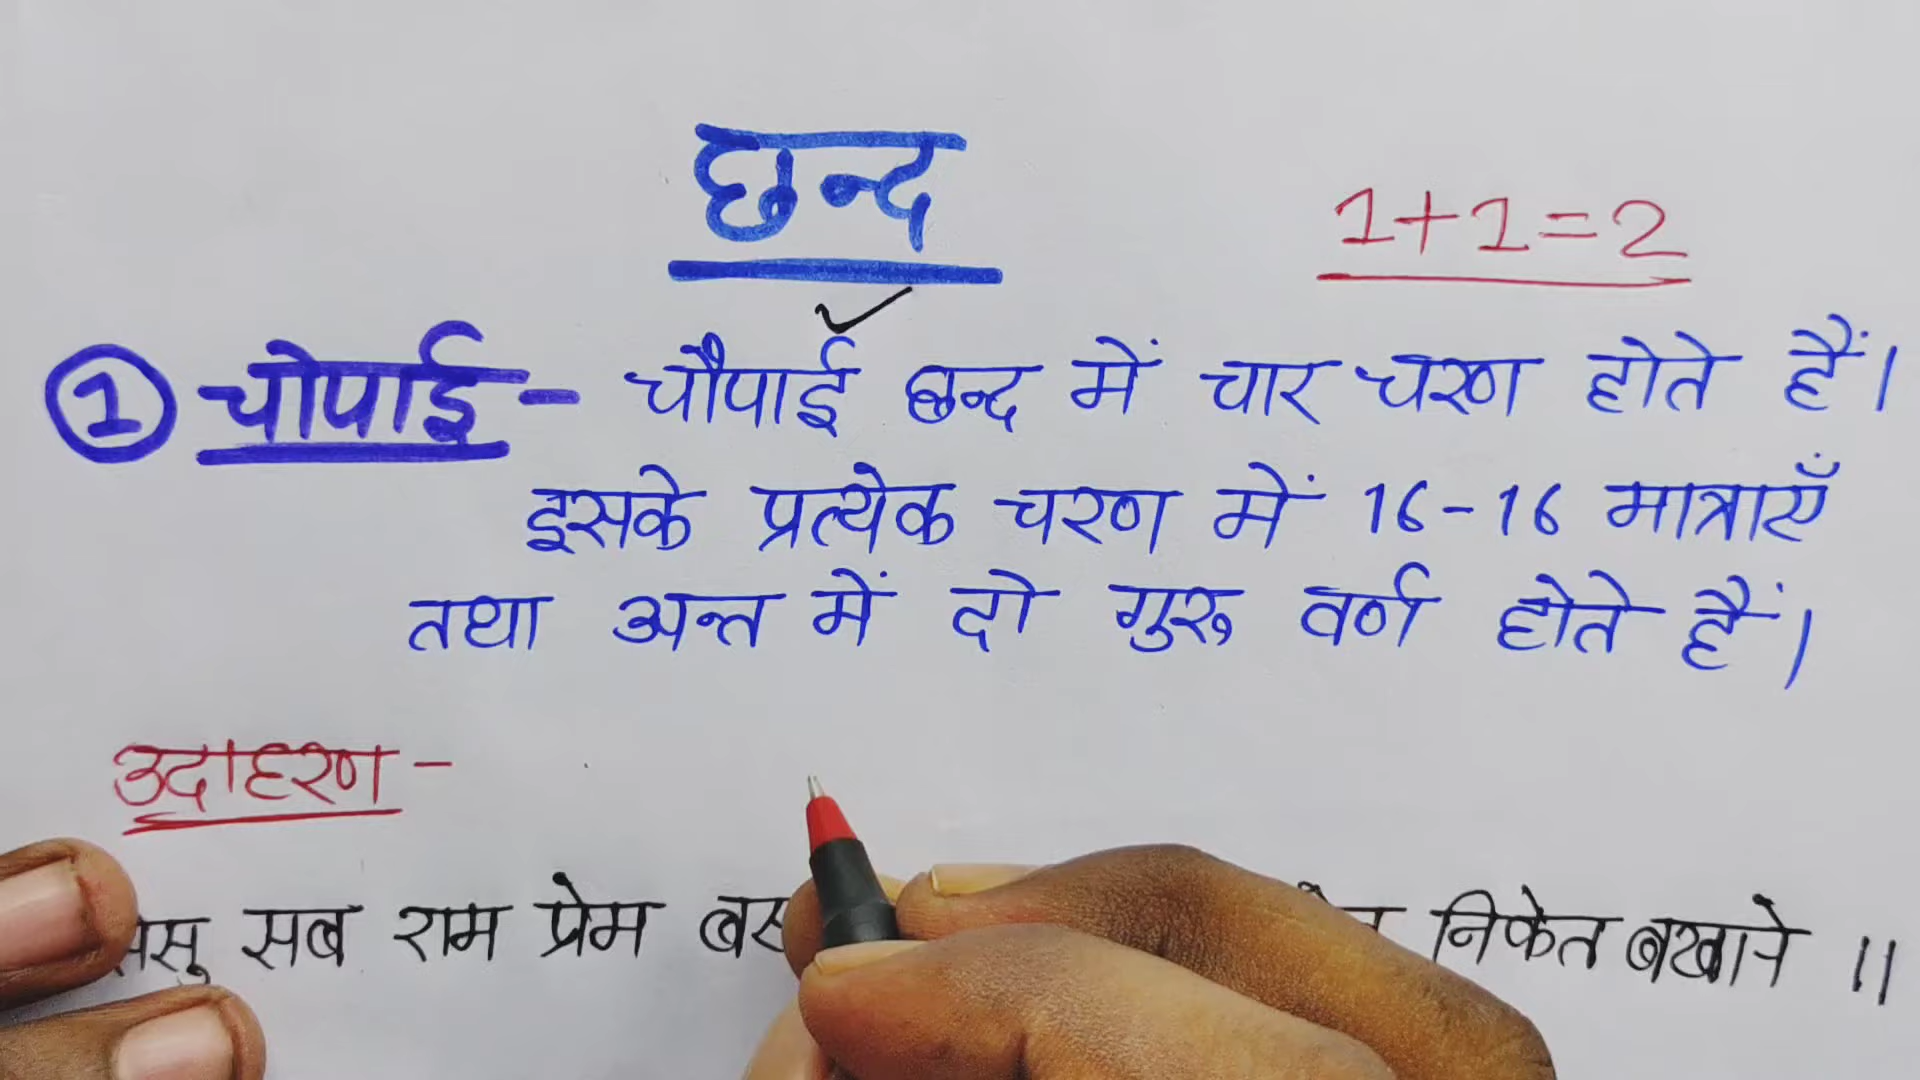 छन्द
1+1=2
① चोपाई - चौपाई छन्द में चार चरण होते हैं।
इसके प्रत्येक चरण में 16-16 मात्राएँ
तथा अन्त में दो गुरु वर्ण होते हैं।
उदाहरण -
सब राम प्रेम निकेत बखाने ॥